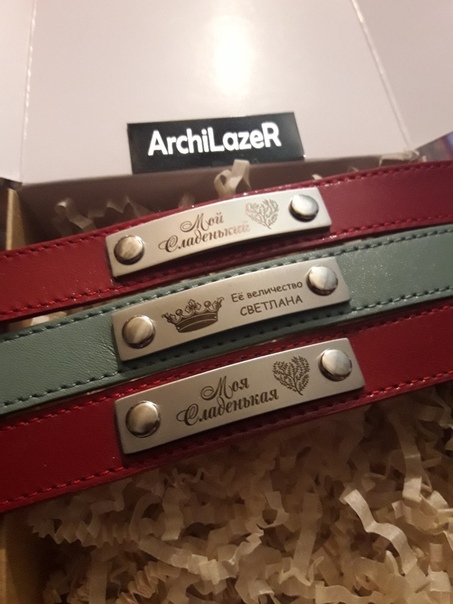 ArchiLazeR
Мой
Сладенький
Её величество
СВЕТЛАНА
Моя
Сладенькая